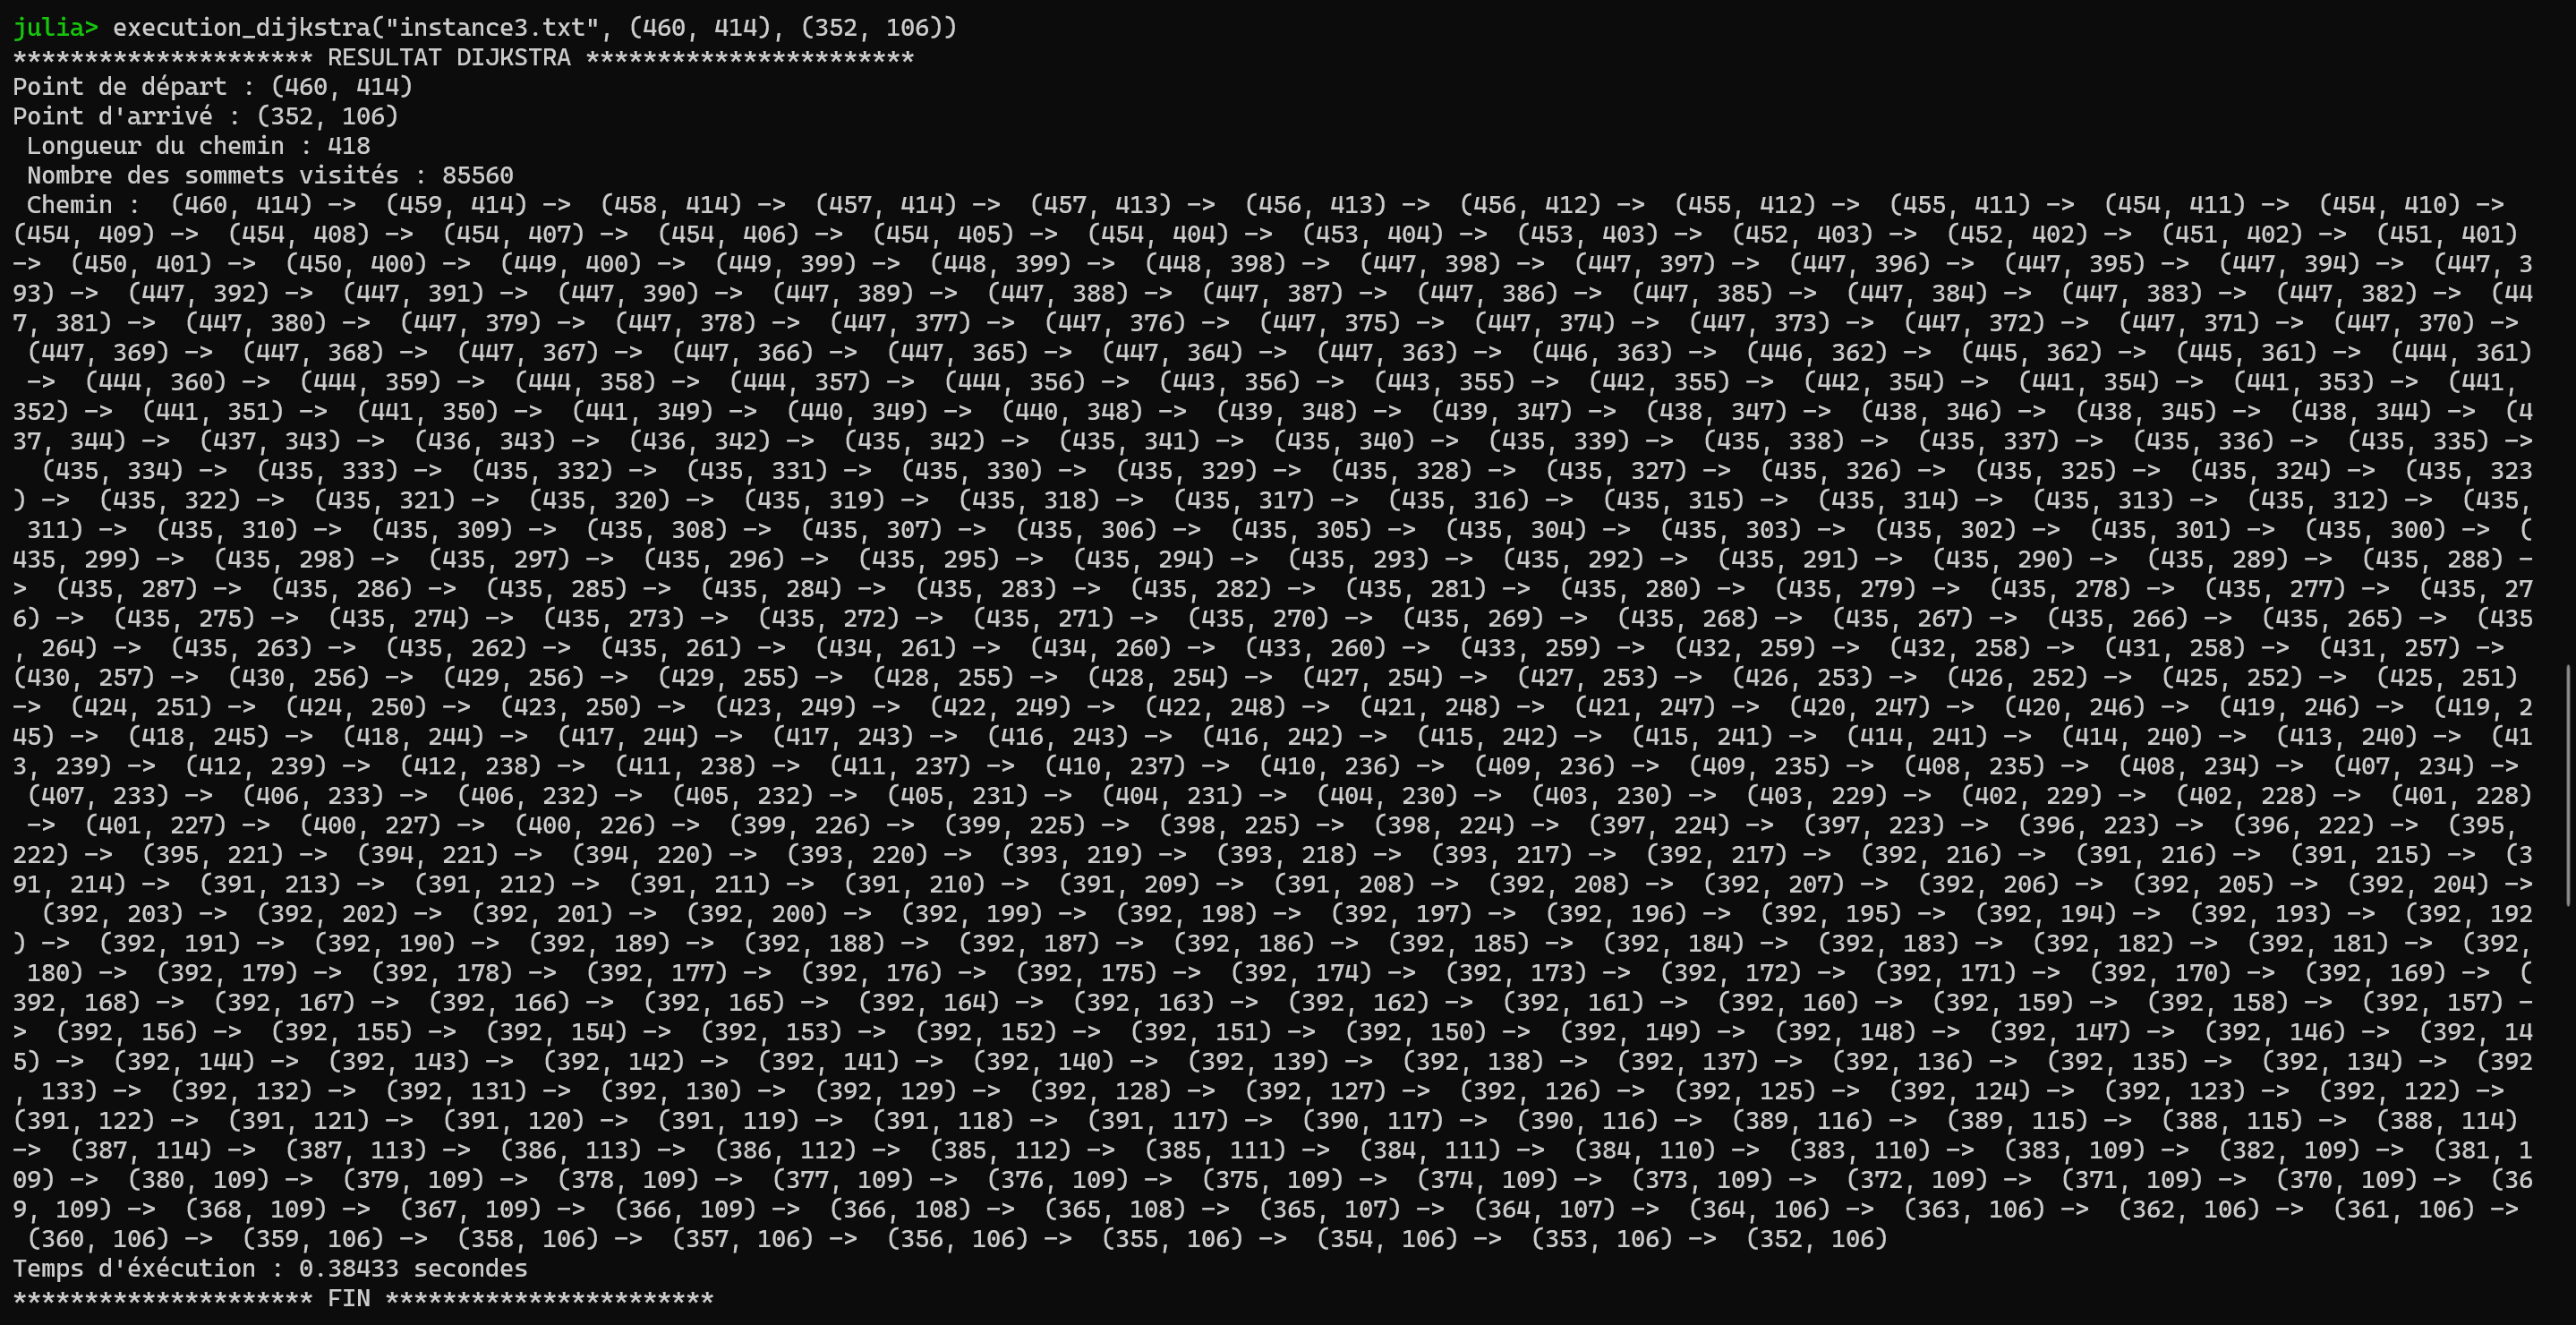 julia> execution_dijkstra("instance3.txt", (460, 414), (352, 106))
********************* RESULTAT DIJKSTRA ***********************
Point de départ : (460, 414)
Point d'arrivé : (352, 106)
 Longueur du chemin : 418
 Nombre des sommets visités : 85560
 Chemin :  (460, 414) ->  (459, 414) ->  (458, 414) ->  (457, 414) ->  (457, 413) ->  (456, 413) ->  (456, 412) ->  (455, 412) ->  (455, 411) ->  (454, 411) ->  (454, 410) ->
(454, 409) ->  (454, 408) ->  (454, 407) ->  (454, 406) ->  (454, 405) ->  (454, 404) ->  (453, 404) ->  (453, 403) ->  (452, 403) ->  (452, 402) ->  (451, 402) ->  (451, 401)
->  (450, 401) ->  (450, 400) ->  (449, 400) ->  (449, 399) ->  (448, 399) ->  (448, 398) ->  (447, 398) ->  (447, 397) ->  (447, 396) ->  (447, 395) ->  (447, 394) ->  (447, 3
93) ->  (447, 392) ->  (447, 391) ->  (447, 390) ->  (447, 389) ->  (447, 388) ->  (447, 387) ->  (447, 386) ->  (447, 385) ->  (447, 384) ->  (447, 383) ->  (447, 382) ->  (44
7, 381) ->  (447, 380) ->  (447, 379) ->  (447, 378) ->  (447, 377) ->  (447, 376) ->  (447, 375) ->  (447, 374) ->  (447, 373) ->  (447, 372) ->  (447, 371) ->  (447, 370) ->
 (447, 369) ->  (447, 368) ->  (447, 367) ->  (447, 366) ->  (447, 365) ->  (447, 364) ->  (447, 363) ->  (446, 363) ->  (446, 362) ->  (445, 362) ->  (445, 361) ->  (444, 361)
 ->  (444, 360) ->  (444, 359) ->  (444, 358) ->  (444, 357) ->  (444, 356) ->  (443, 356) ->  (443, 355) ->  (442, 355) ->  (442, 354) ->  (441, 354) ->  (441, 353) ->  (441,
352) ->  (441, 351) ->  (441, 350) ->  (441, 349) ->  (440, 349) ->  (440, 348) ->  (439, 348) ->  (439, 347) ->  (438, 347) ->  (438, 346) ->  (438, 345) ->  (438, 344) ->  (4
37, 344) ->  (437, 343) ->  (436, 343) ->  (436, 342) ->  (435, 342) ->  (435, 341) ->  (435, 340) ->  (435, 339) ->  (435, 338) ->  (435, 337) ->  (435, 336) ->  (435, 335) ->
  (435, 334) ->  (435, 333) ->  (435, 332) ->  (435, 331) ->  (435, 330) ->  (435, 329) ->  (435, 328) ->  (435, 327) ->  (435, 326) ->  (435, 325) ->  (435, 324) ->  (435, 323
) ->  (435, 322) ->  (435, 321) ->  (435, 320) ->  (435, 319) ->  (435, 318) ->  (435, 317) ->  (435, 316) ->  (435, 315) ->  (435, 314) ->  (435, 313) ->  (435, 312) ->  (435,
 311) ->  (435, 310) ->  (435, 309) ->  (435, 308) ->  (435, 307) ->  (435, 306) ->  (435, 305) ->  (435, 304) ->  (435, 303) ->  (435, 302) ->  (435, 301) ->  (435, 300) ->  (
435, 299) ->  (435, 298) ->  (435, 297) ->  (435, 296) ->  (435, 295) ->  (435, 294) ->  (435, 293) ->  (435, 292) ->  (435, 291) ->  (435, 290) ->  (435, 289) ->  (435, 288) -
>  (435, 287) ->  (435, 286) ->  (435, 285) ->  (435, 284) ->  (435, 283) ->  (435, 282) ->  (435, 281) ->  (435, 280) ->  (435, 279) ->  (435, 278) ->  (435, 277) ->  (435, 27
6) ->  (435, 275) ->  (435, 274) ->  (435, 273) ->  (435, 272) ->  (435, 271) ->  (435, 270) ->  (435, 269) ->  (435, 268) ->  (435, 267) ->  (435, 266) ->  (435, 265) ->  (435
, 264) ->  (435, 263) ->  (435, 262) ->  (435, 261) ->  (434, 261) ->  (434, 260) ->  (433, 260) ->  (433, 259) ->  (432, 259) ->  (432, 258) ->  (431, 258) ->  (431, 257) ->
(430, 257) ->  (430, 256) ->  (429, 256) ->  (429, 255) ->  (428, 255) ->  (428, 254) ->  (427, 254) ->  (427, 253) ->  (426, 253) ->  (426, 252) ->  (425, 252) ->  (425, 251)
->  (424, 251) ->  (424, 250) ->  (423, 250) ->  (423, 249) ->  (422, 249) ->  (422, 248) ->  (421, 248) ->  (421, 247) ->  (420, 247) ->  (420, 246) ->  (419, 246) ->  (419, 2
45) ->  (418, 245) ->  (418, 244) ->  (417, 244) ->  (417, 243) ->  (416, 243) ->  (416, 242) ->  (415, 242) ->  (415, 241) ->  (414, 241) ->  (414, 240) ->  (413, 240) ->  (41
3, 239) ->  (412, 239) ->  (412, 238) ->  (411, 238) ->  (411, 237) ->  (410, 237) ->  (410, 236) ->  (409, 236) ->  (409, 235) ->  (408, 235) ->  (408, 234) ->  (407, 234) ->
 (407, 233) ->  (406, 233) ->  (406, 232) ->  (405, 232) ->  (405, 231) ->  (404, 231) ->  (404, 230) ->  (403, 230) ->  (403, 229) ->  (402, 229) ->  (402, 228) ->  (401, 228)
 ->  (401, 227) ->  (400, 227) ->  (400, 226) ->  (399, 226) ->  (399, 225) ->  (398, 225) ->  (398, 224) ->  (397, 224) ->  (397, 223) ->  (396, 223) ->  (396, 222) ->  (395,
222) ->  (395, 221) ->  (394, 221) ->  (394, 220) ->  (393, 220) ->  (393, 219) ->  (393, 218) ->  (393, 217) ->  (392, 217) ->  (392, 216) ->  (391, 216) ->  (391, 215) ->  (3
91, 214) ->  (391, 213) ->  (391, 212) ->  (391, 211) ->  (391, 210) ->  (391, 209) ->  (391, 208) ->  (392, 208) ->  (392, 207) ->  (392, 206) ->  (392, 205) ->  (392, 204) ->
  (392, 203) ->  (392, 202) ->  (392, 201) ->  (392, 200) ->  (392, 199) ->  (392, 198) ->  (392, 197) ->  (392, 196) ->  (392, 195) ->  (392, 194) ->  (392, 193) ->  (392, 192
) ->  (392, 191) ->  (392, 190) ->  (392, 189) ->  (392, 188) ->  (392, 187) ->  (392, 186) ->  (392, 185) ->  (392, 184) ->  (392, 183) ->  (392, 182) ->  (392, 181) ->  (392,
 180) ->  (392, 179) ->  (392, 178) ->  (392, 177) ->  (392, 176) ->  (392, 175) ->  (392, 174) ->  (392, 173) ->  (392, 172) ->  (392, 171) ->  (392, 170) ->  (392, 169) ->  (
392, 168) ->  (392, 167) ->  (392, 166) ->  (392, 165) ->  (392, 164) ->  (392, 163) ->  (392, 162) ->  (392, 161) ->  (392, 160) ->  (392, 159) ->  (392, 158) ->  (392, 157) -
>  (392, 156) ->  (392, 155) ->  (392, 154) ->  (392, 153) ->  (392, 152) ->  (392, 151) ->  (392, 150) ->  (392, 149) ->  (392, 148) ->  (392, 147) ->  (392, 146) ->  (392, 14
5) ->  (392, 144) ->  (392, 143) ->  (392, 142) ->  (392, 141) ->  (392, 140) ->  (392, 139) ->  (392, 138) ->  (392, 137) ->  (392, 136) ->  (392, 135) ->  (392, 134) ->  (392
, 133) ->  (392, 132) ->  (392, 131) ->  (392, 130) ->  (392, 129) ->  (392, 128) ->  (392, 127) ->  (392, 126) ->  (392, 125) ->  (392, 124) ->  (392, 123) ->  (392, 122) ->
(391, 122) ->  (391, 121) ->  (391, 120) ->  (391, 119) ->  (391, 118) ->  (391, 117) ->  (390, 117) ->  (390, 116) ->  (389, 116) ->  (389, 115) ->  (388, 115) ->  (388, 114)
->  (387, 114) ->  (387, 113) ->  (386, 113) ->  (386, 112) ->  (385, 112) ->  (385, 111) ->  (384, 111) ->  (384, 110) ->  (383, 110) ->  (383, 109) ->  (382, 109) ->  (381, 1
09) ->  (380, 109) ->  (379, 109) ->  (378, 109) ->  (377, 109) ->  (376, 109) ->  (375, 109) ->  (374, 109) ->  (373, 109) ->  (372, 109) ->  (371, 109) ->  (370, 109) ->  (36
9, 109) ->  (368, 109) ->  (367, 109) ->  (366, 109) ->  (366, 108) ->  (365, 108) ->  (365, 107) ->  (364, 107) ->  (364, 106) ->  (363, 106) ->  (362, 106) ->  (361, 106) ->
 (360, 106) ->  (359, 106) ->  (358, 106) ->  (357, 106) ->  (356, 106) ->  (355, 106) ->  (354, 106) ->  (353, 106) ->  (352, 106)
Temps d'éxécution : 0.38433 secondes
********************* FIN ***********************